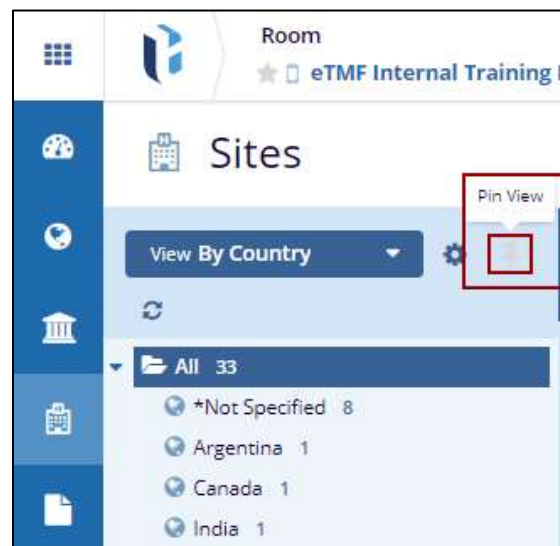 Room
eTMF Internal Training
Sites
Pin View
View By Country
All 33
*Not Specified 8
Argentina 1
Canada 1
India 1